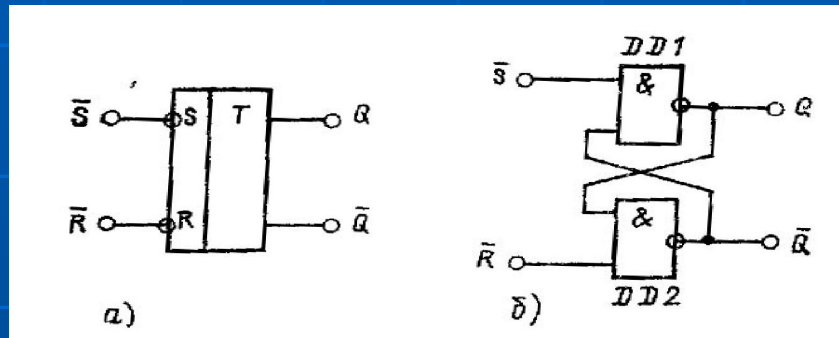 S̅ S T Q
R̅ R Q̅
а)
DD1
S̅ & Q
& Q̅
R̅
DD2
б)